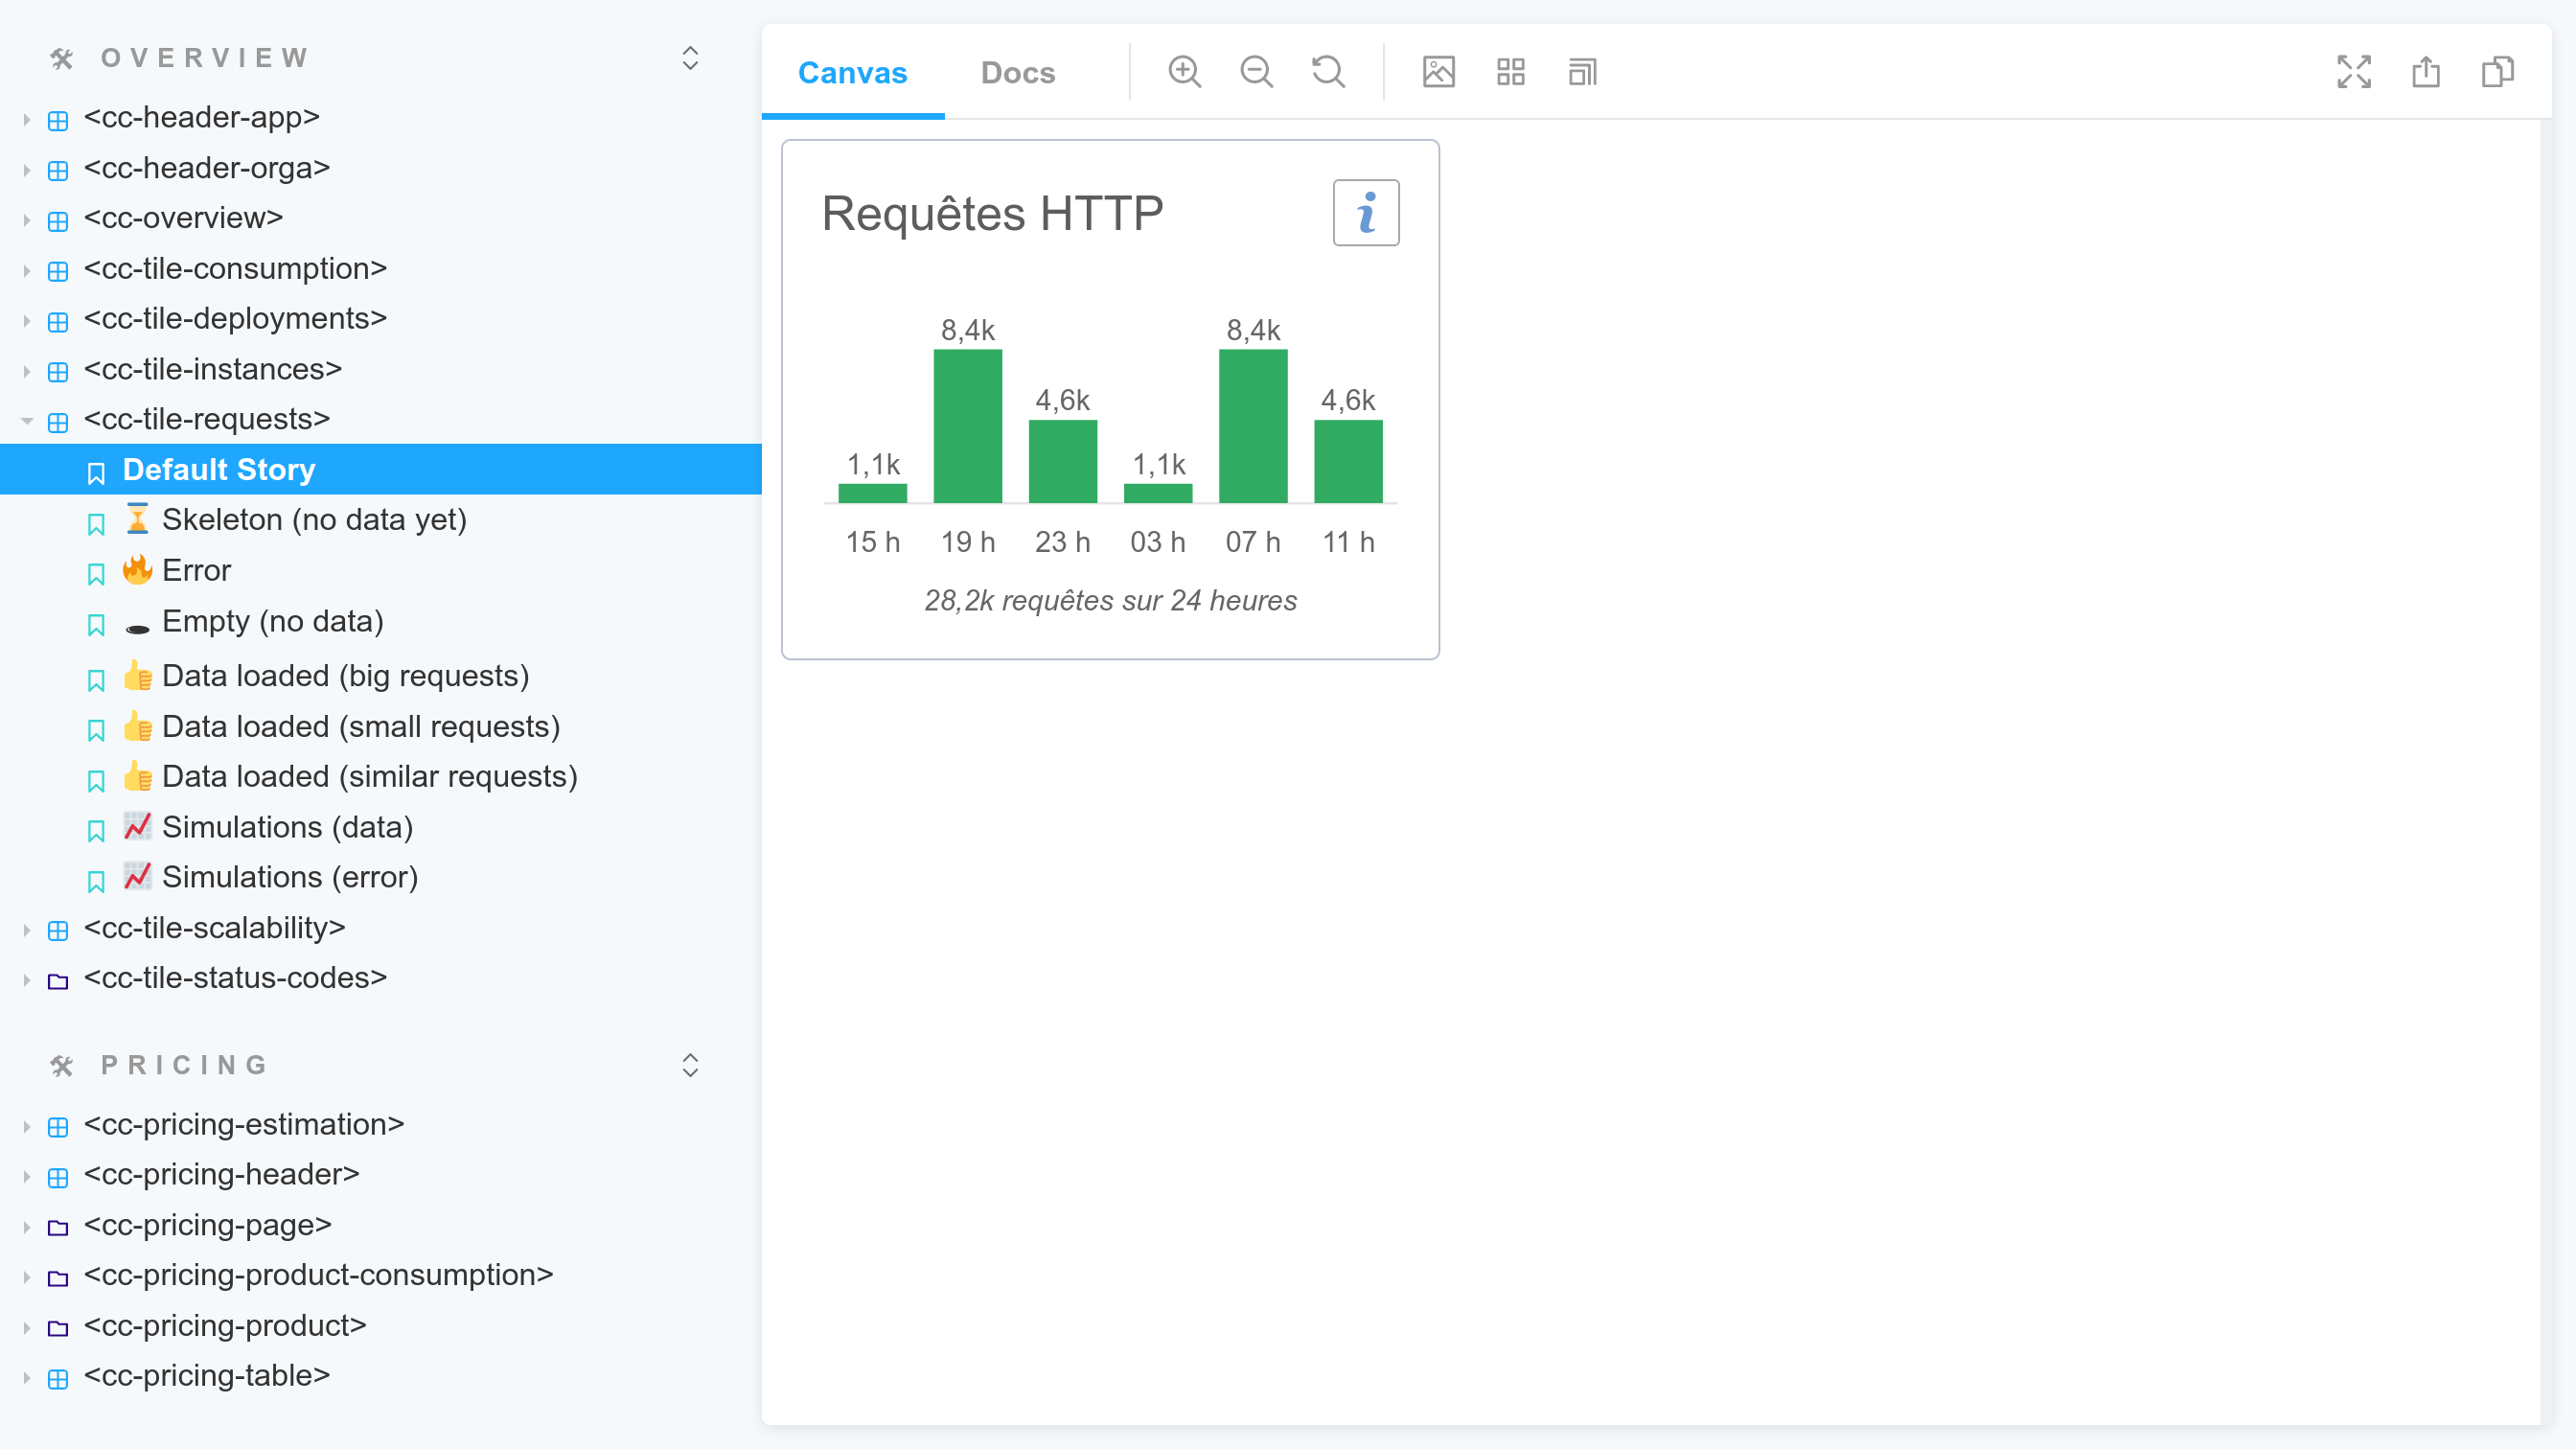 OVERVIEW
<cc-header-app>
<cc-header-orga>
<cc-overview>
<cc-tile-consumption>
<cc-tile-deployments>
<cc-tile-instances>
<cc-tile-requests>
Default Story
Skeleton (no data yet)
Error
Empty (no data)
Data loaded (big requests)
Data loaded (small requests)
Data loaded (similar requests)
Simulations (data)
Simulations (error)
<cc-tile-scalability>
<cc-tile-status-codes>
PRICING
<cc-pricing-estimation>
<cc-pricing-header>
<cc-pricing-page>
<cc-pricing-product-consumption>
<cc-pricing-product>
<cc-pricing-table>
Canvas Docs
Requêtes HTTP i
1,1k 8,4k 4,6k 1,1k 8,4k 4,6k
15 h 19 h 23 h 03 h 07 h 11 h
28,2k requêtes sur 24 heures